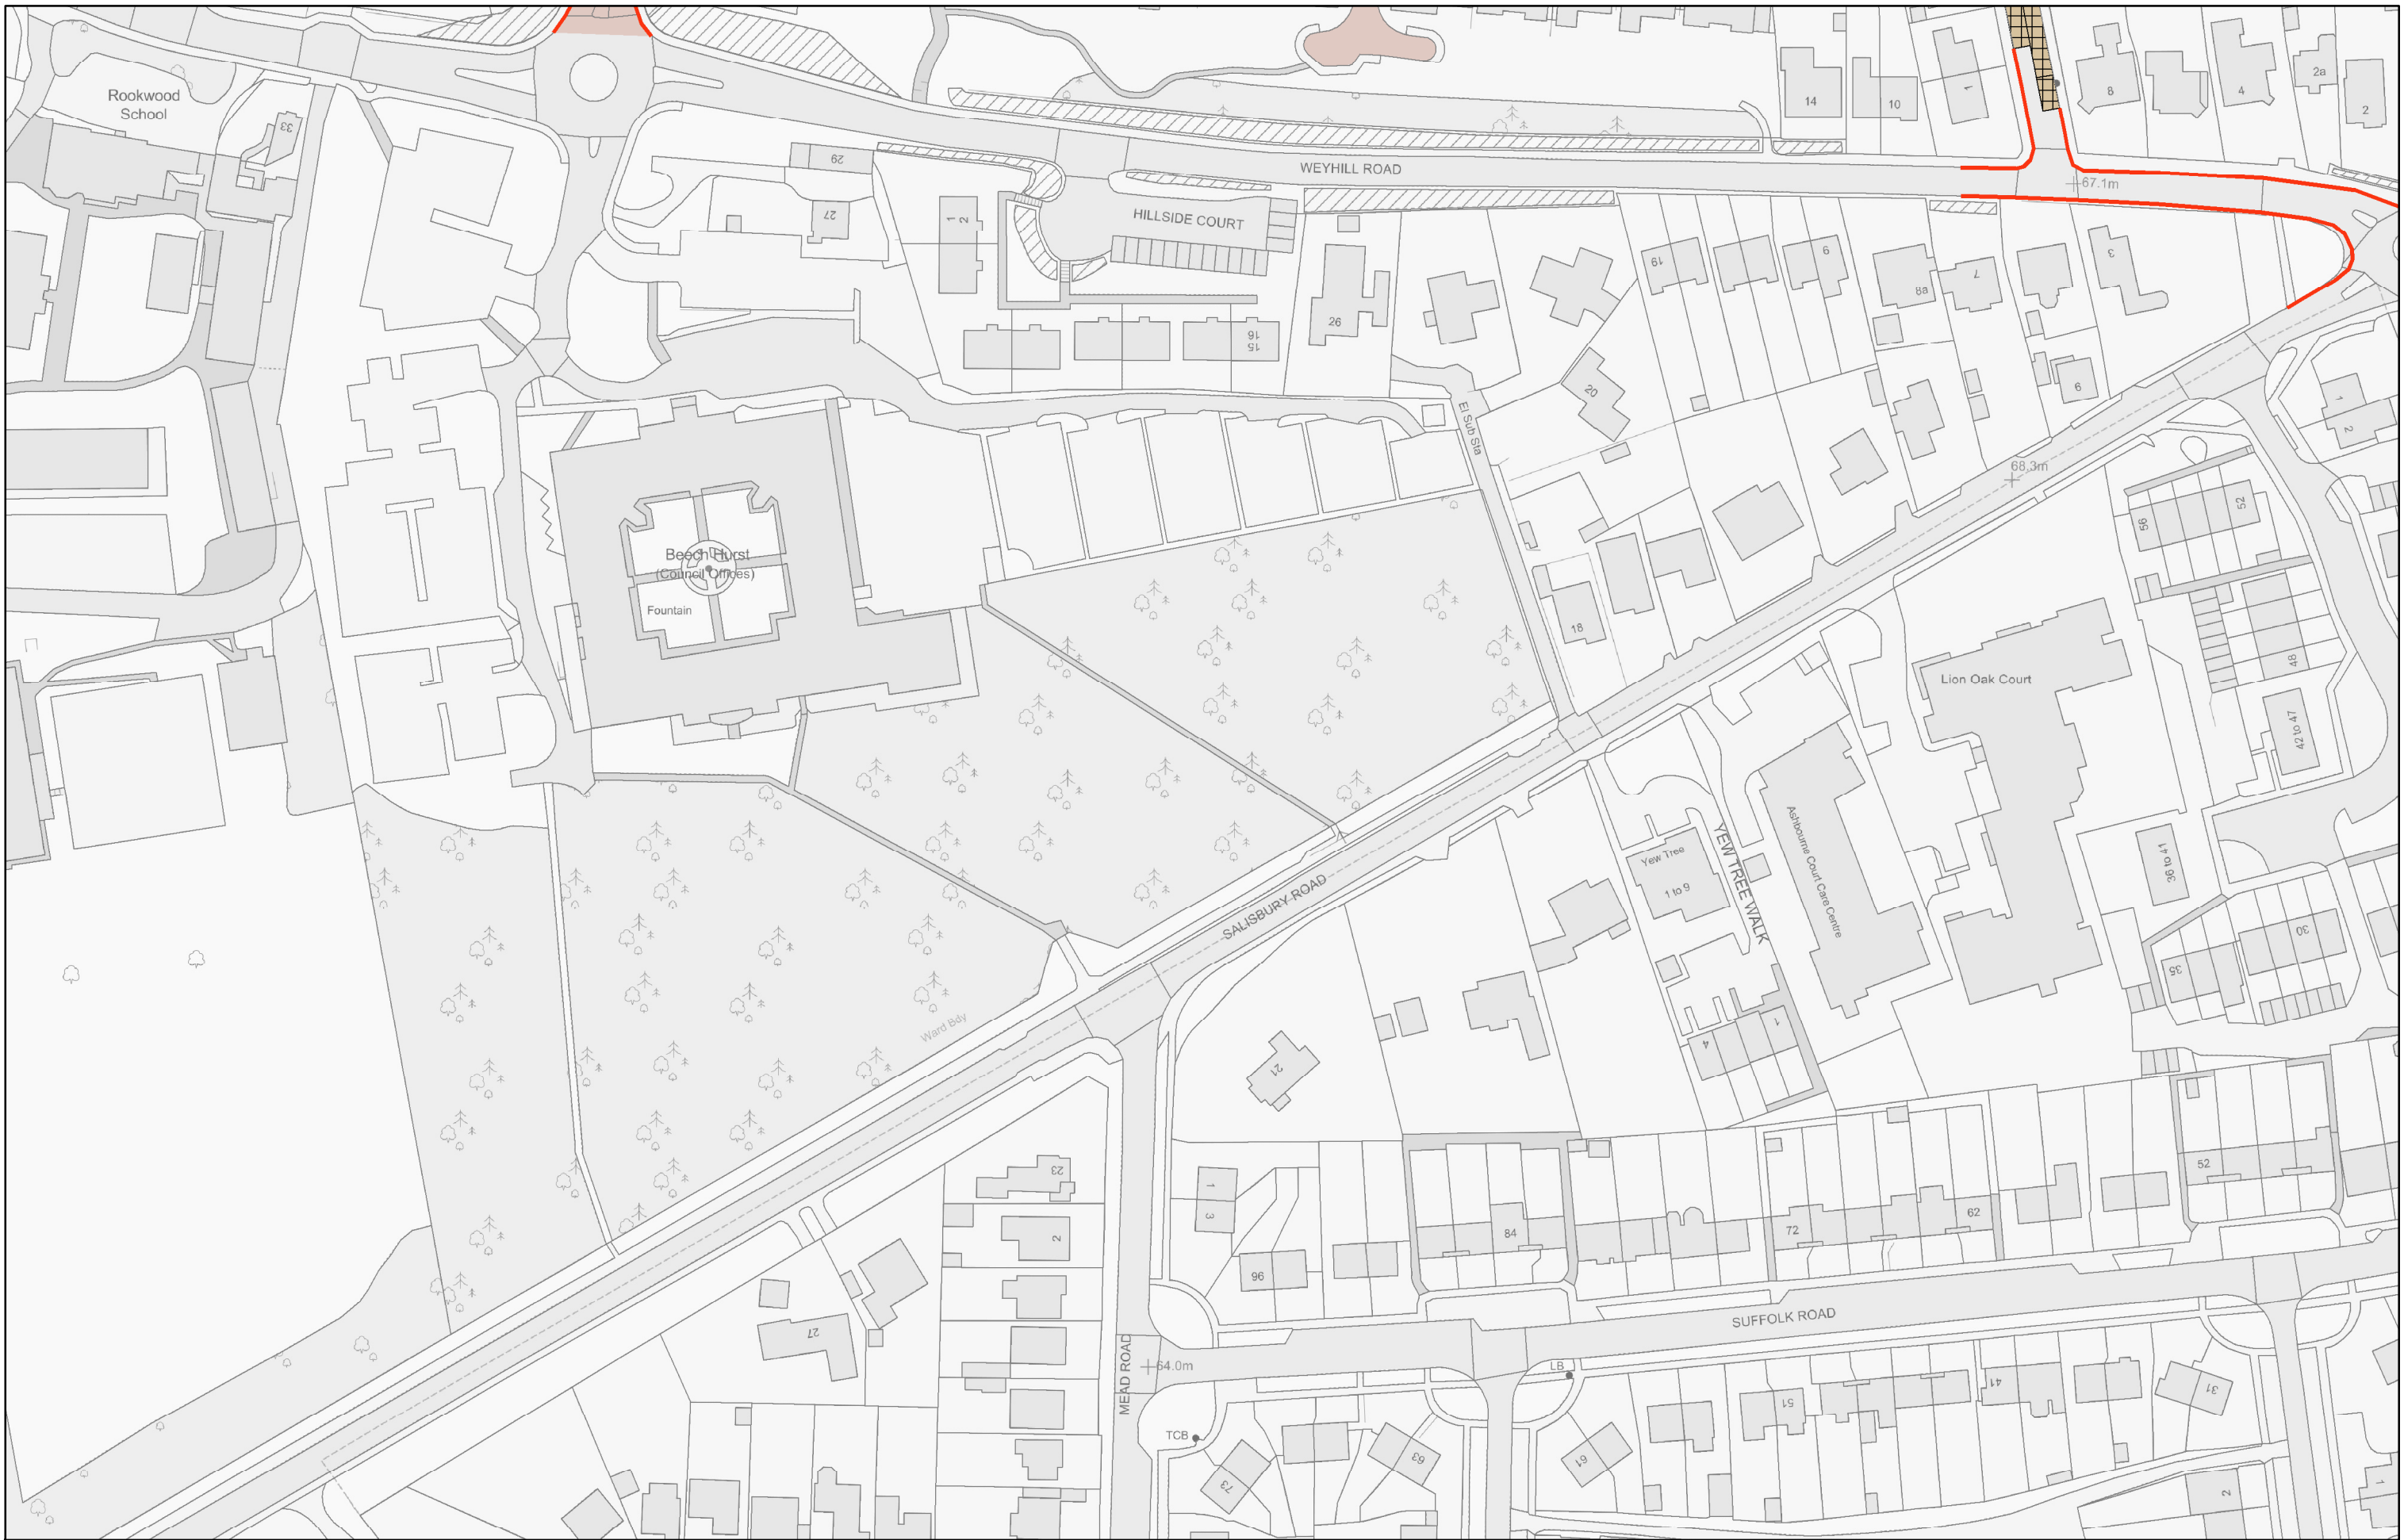 Rookwood
School
33
29
27
1
2
HILLSIDE COURT
WEYHILL ROAD
14
10
1
8
4
2a
2
67.1m
26
16
15
19
9
8a
7
3
6
20
El Sub Sta
68.3m
1
2
Beech Hurst
(Council Offices)
Fountain
18
56
52
48
42 to 47
Lion Oak Court
Ashbourne Court Care Centre
YEW TREE WALK
Yew Tree
1 to 9
36 to 41
30
35
SALISBURY ROAD
Ward Bdy
21
4
1
23
2
1
3
96
84
72
62
52
27
SUFFOLK ROAD
MEAD ROAD
64.0m
LB
TCB
73
63
61
51
41
31
2
1